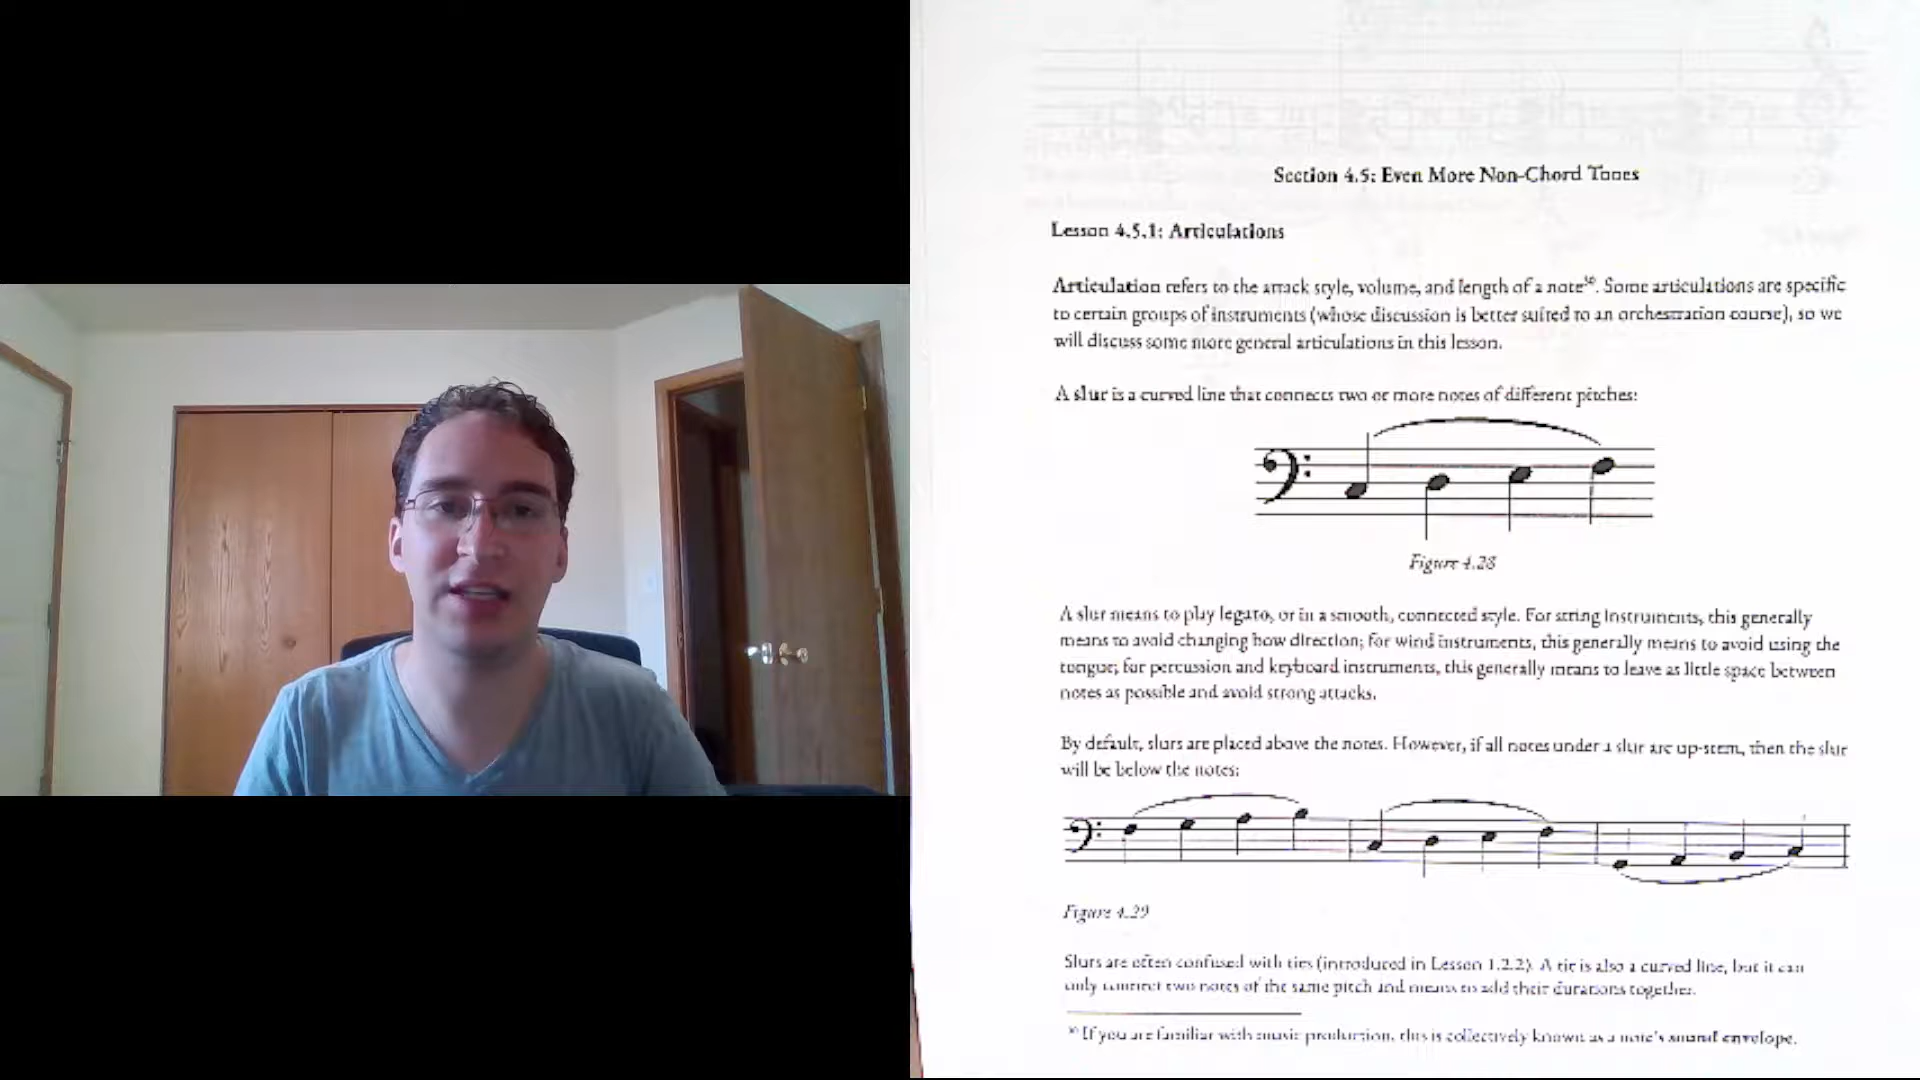 Section 4.5: Even More Non-Chord Tones
Lesson 4.5.1: Articulations
Articulation refers to the attack style, volume, and length of a note³⁶. Some articulations are specific
to certain groups of instruments (whose discussion is better suited to an orchestration course), so we
will discuss some more general articulations in this lesson.
A slur is a curved line that connects two or more notes of different pitches:
Figure 4.28
A slur means to play legato, or in a smooth, connected style. For string instruments, this generally
means to avoid changing bow direction; for wind instruments, this generally means to avoid using the
tongue; for percussion and keyboard instruments, this generally means to leave as little space between
notes as possible and avoid strong attacks.
By default, slurs are placed above the notes. However, if all notes under a slur are up-stem, then the slur
will be below the notes:
Figure 4.29
Slurs are often confused with ties (introduced in Lesson 1.2.2). A tie is also a curved line, but it can
only connect two notes of the same pitch and means to add their durations together.
If you are familiar with music production, this is collectively known as a note's sound envelope.